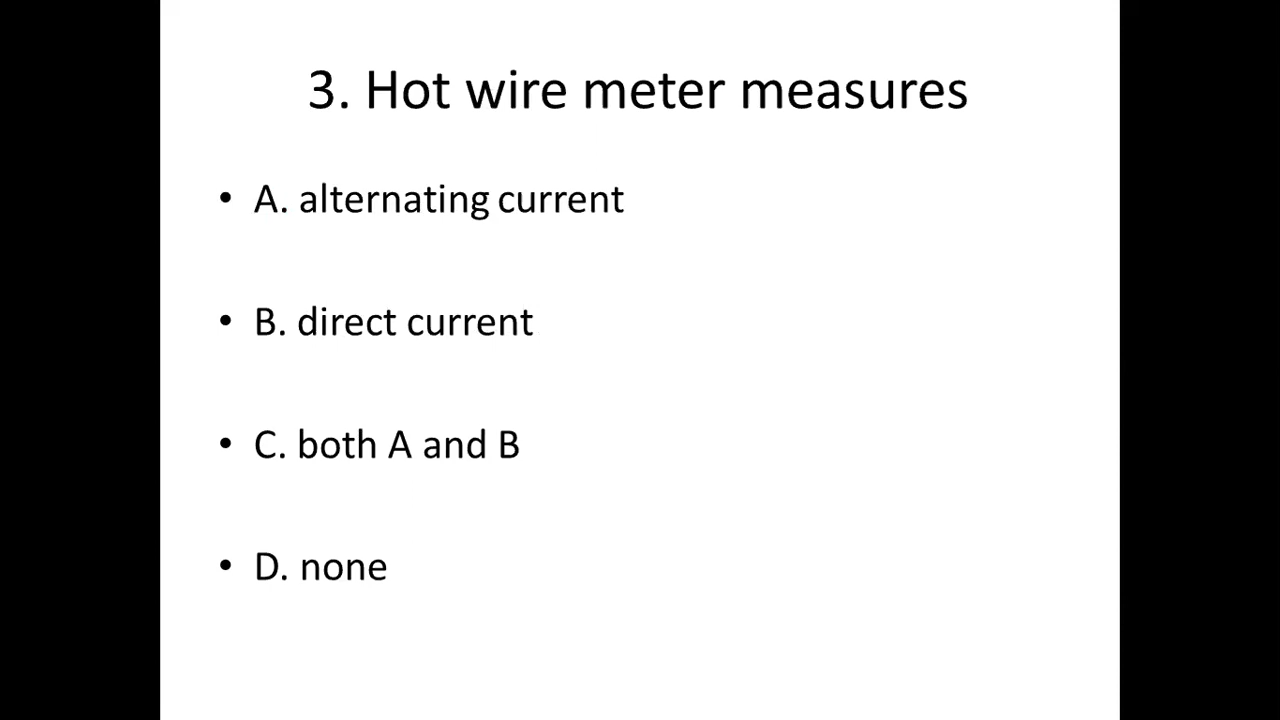 3. Hot wire meter measures
• A. alternating current
• B. direct current
• C. both A and B
• D. none